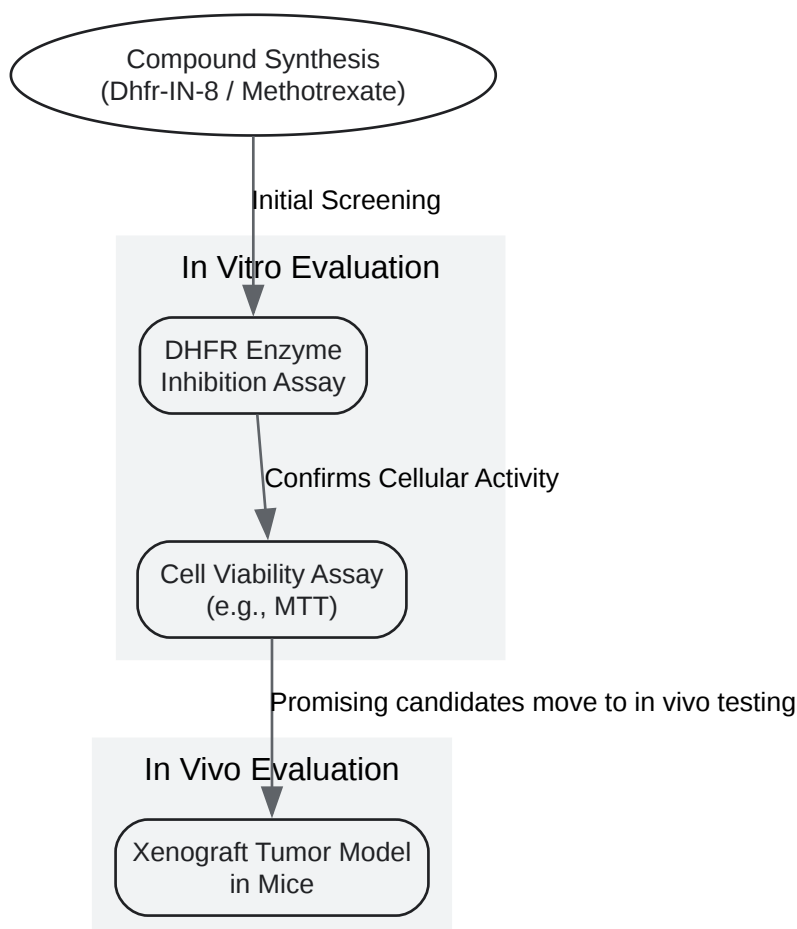 Compound Synthesis
(Dhfr-IN-8 / Methotrexate)
Initial Screening
In Vitro Evaluation
DHFR Enzyme
Inhibition Assay
Confirms Cellular Activity
Cell Viability Assay
(e.g., MTT)
Promising candidates move to in vivo testing
In Vivo Evaluation
Xenograft Tumor Model
in Mice